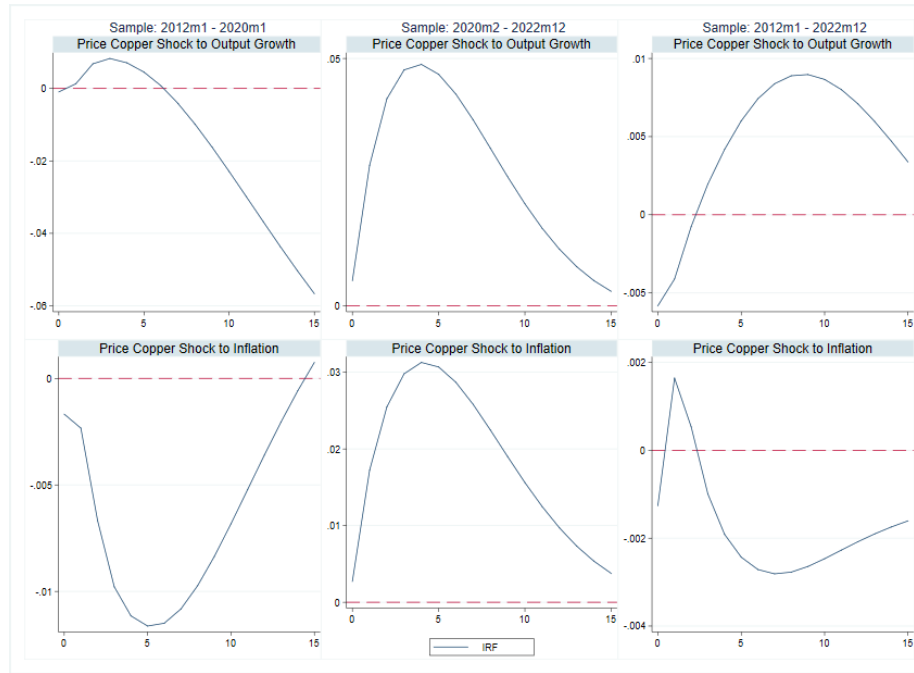 Sample: 2012m1 - 2020m1
Price Copper Shock to Output Growth
0
-.02
-.04
-.06
0 5 10 15
Sample: 2020m2 - 2022m12
Price Copper Shock to Output Growth
.05
0
0 5 10 15
Sample: 2012m1 - 2022m12
Price Copper Shock to Output Growth
.01
.005
0
-.005
0 5 10 15
Price Copper Shock to Inflation
0
-.005
-.01
0 5 10 15
Price Copper Shock to Inflation
.03
.02
.01
0
0 5 10 15
Price Copper Shock to Inflation
.002
0
-.002
-.004
0 5 10 15
IRF